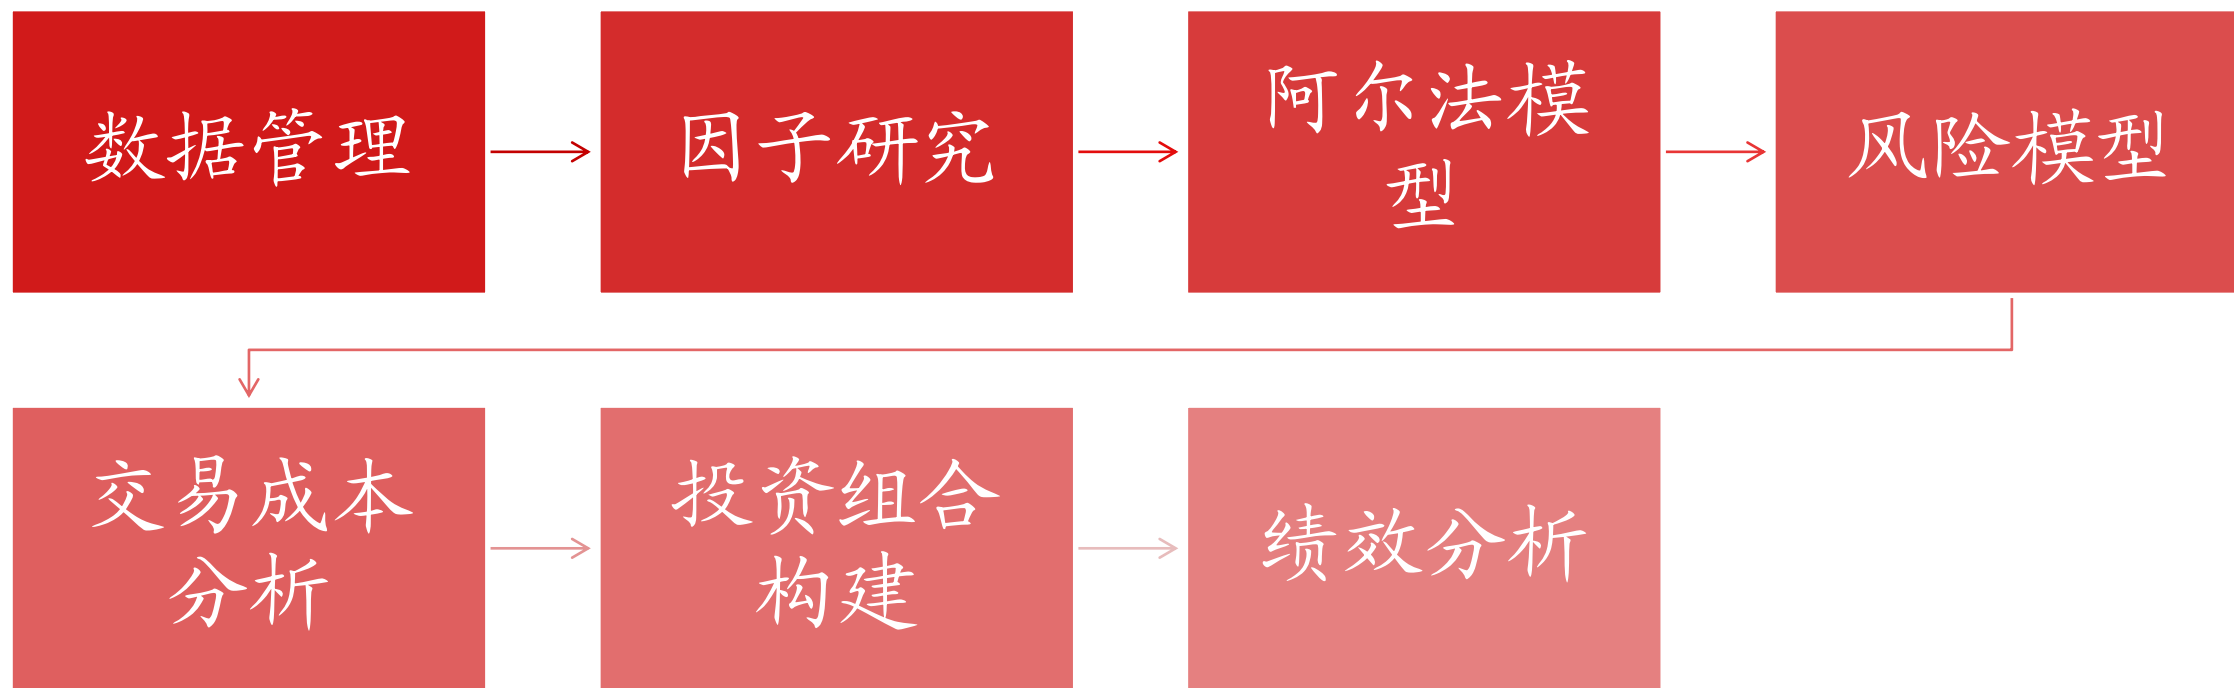 数据管理
因子研究
阿尔法模
型
风险模型
交易成本
分析
投资组合
构建
绩效分析